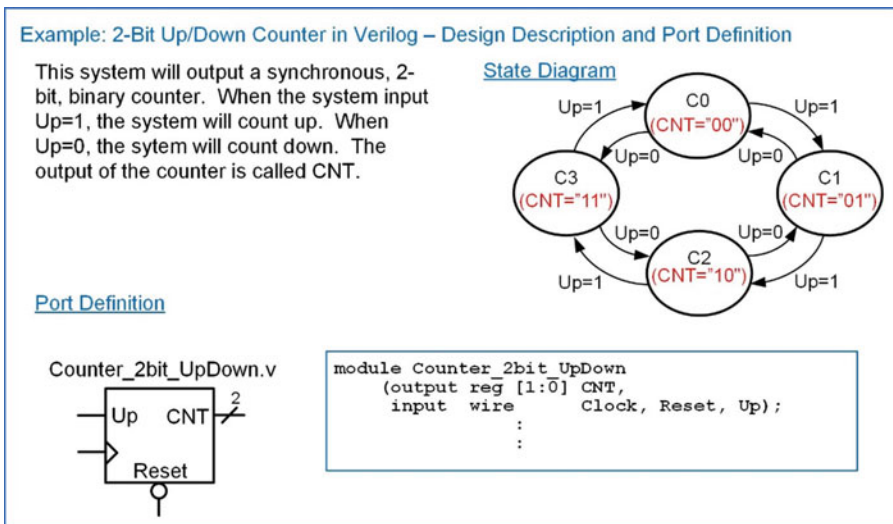 Example: 2-Bit Up/Down Counter in Verilog – Design Description and Port Definition
This system will output a synchronous, 2-
bit, binary counter.  When the system input
Up=1, the system will count up.  When
Up=0, the sytem will count down.  The
output of the counter is called CNT.
State Diagram
C0
(CNT="00")
Up=1
Up=1
Up=0
Up=0
C3
(CNT="11")
C1
(CNT="01")
Up=0
Up=0
C2
(CNT="10")
Up=1
Up=1
Port Definition
Counter_2bit_UpDown.v
Up
CNT
2
Reset
module Counter_2bit_UpDown
(output reg [1:0] CNT,
input  wire       Clock, Reset, Up);
:
: